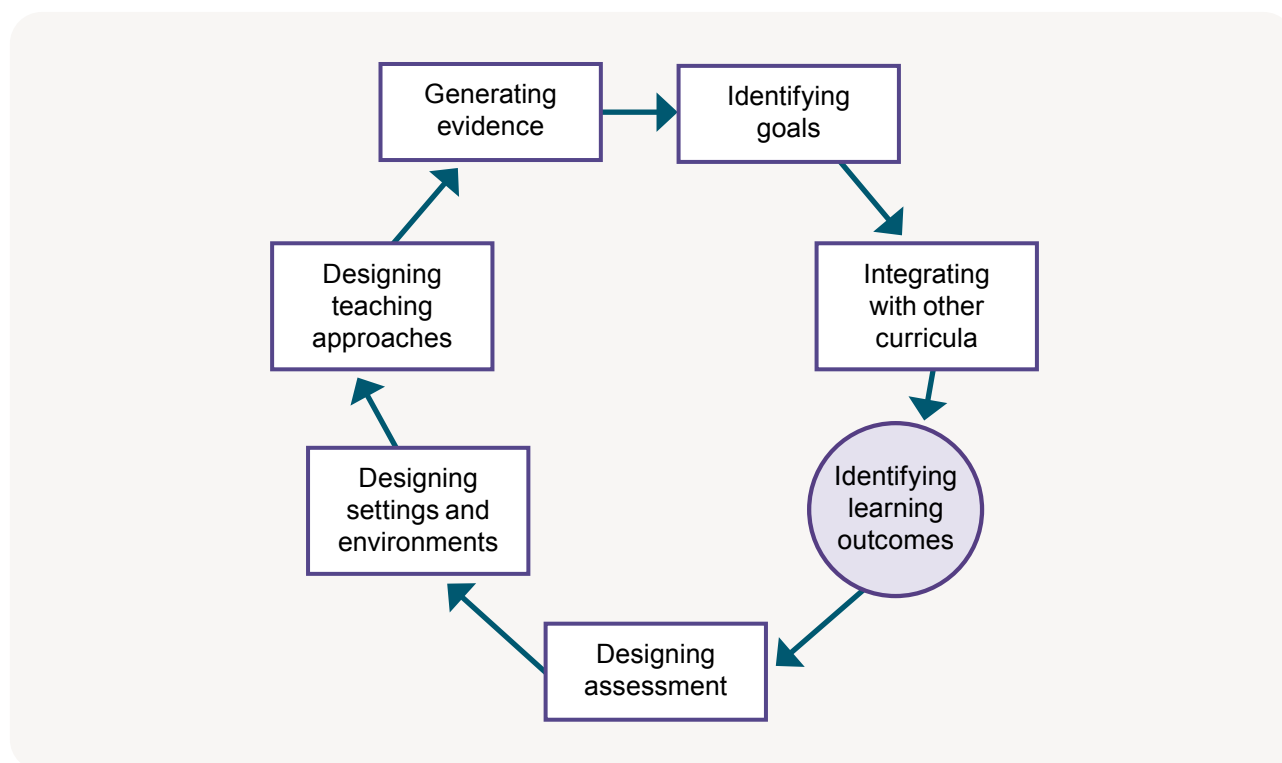 Generating
evidence
Identifying
goals
Designing
teaching
approaches
Integrating
with other
curricula
Designing
settings and
environments
Identifying
learning
outcomes
Designing
assessment